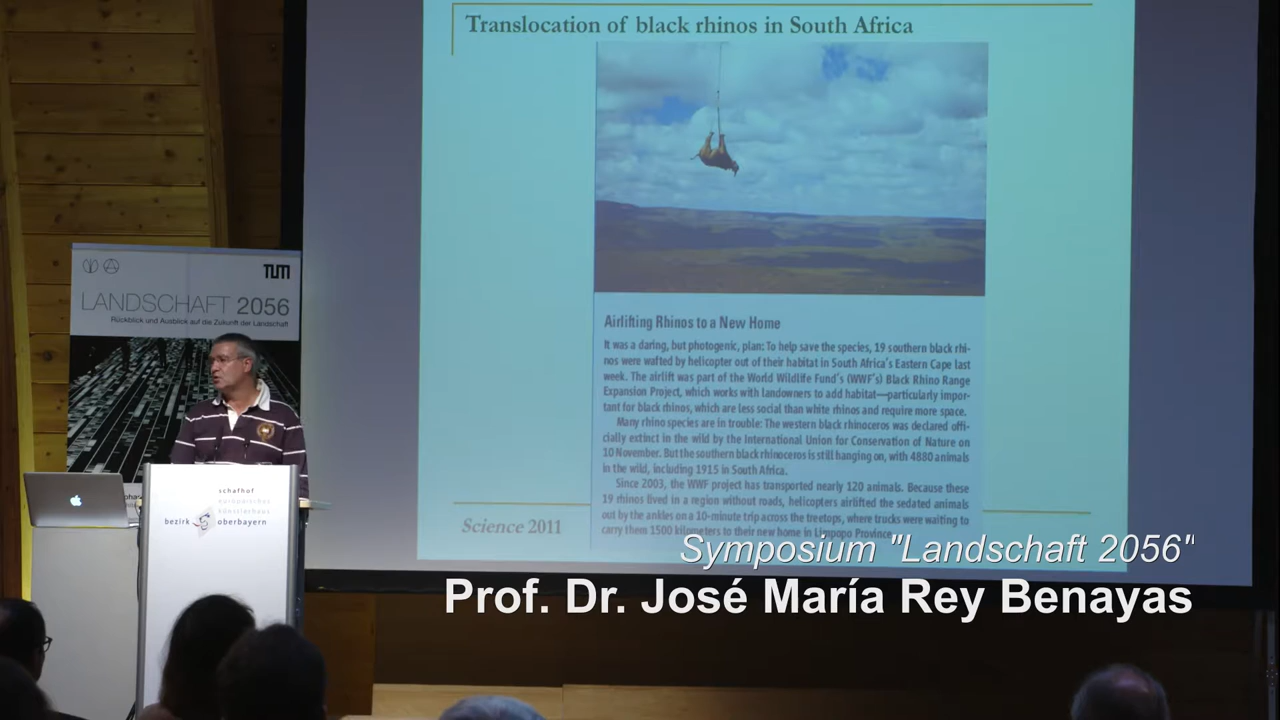 Translocation of black rhinos in South Africa
Airlifting Rhinos to a New Home
It was a daring, but photogenic, plan: To help save the species, 19 southern black rhi-
nos were wafted by helicopter out of their habitat in South Africa's Eastern Cape last
week. The airlift was part of the World Wildlife Fund's (WWF's) Black Rhino Range
Expansion Project, which works with landowners to add habitat—particularly impor-
tant for black rhinos, which are less social than white rhinos and require more space.
Many rhino species are in trouble: The western black rhinoceros was declared offi-
cially extinct in the wild by the International Union for Conservation of Nature on
10 November. But the southern black rhinoceros is still hanging on, with 4880 animals
in the wild, including 1915 in South Africa.
Since 2003, the WWF project has transported nearly 120 animals. Because these
19 rhinos lived in a region without roads, helicopters airlifted the sedated animals
out by the ankles on a 10-minute trip across the treetops, where trucks were waiting to
carry them 1500 kilometers to their new home in Limpopo Province.
Science 2011
TUM
LANDSCHAFT 2056
Rückblick und Ausblick auf die Zukunft der Landschaft
schafhof
europäisches
künstlerhaus
bezirk oberbayern
Symposium "Landschaft 2056"
Prof. Dr. José María Rey Benayas